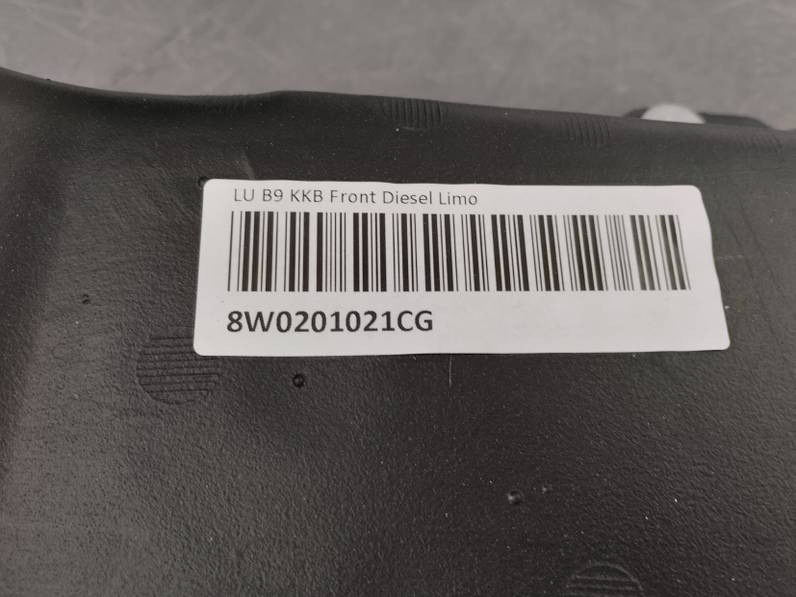 LU B9 KKB Front Diesel Limo
8W0201021CG